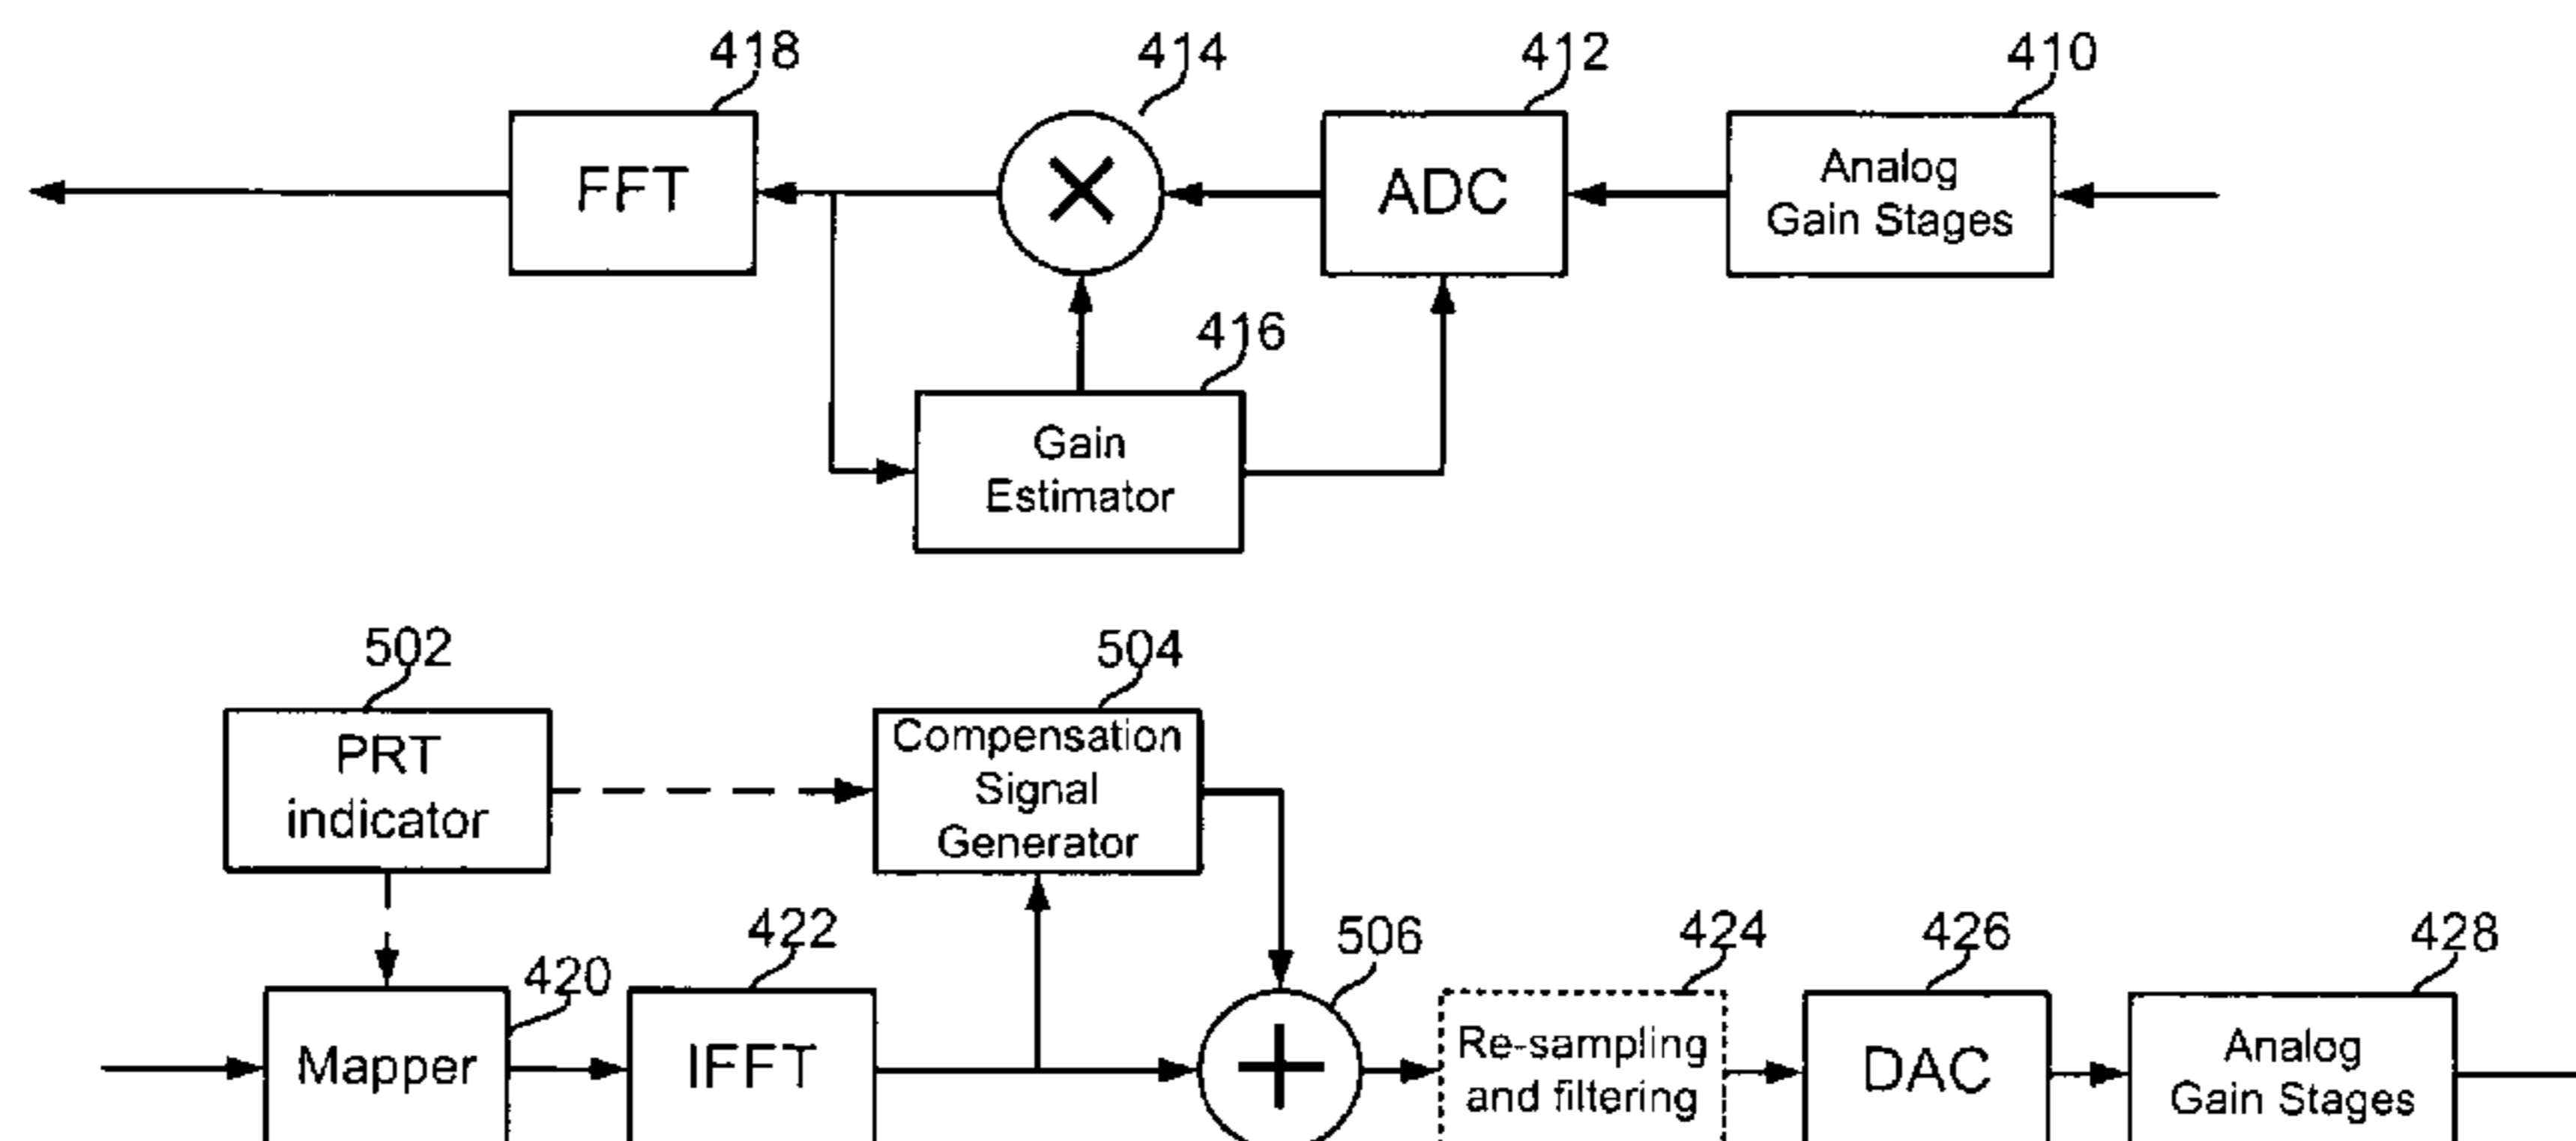 418
414
412
410
FFT
ADC
Analog
Gain Stages
416
Gain
Estimator
502
504
PRT
indicator
Compensation
Signal
Generator
420
422
506
424
426
428
Mapper
IFFT
Re-sampling
and filtering
DAC
Analog
Gain Stages